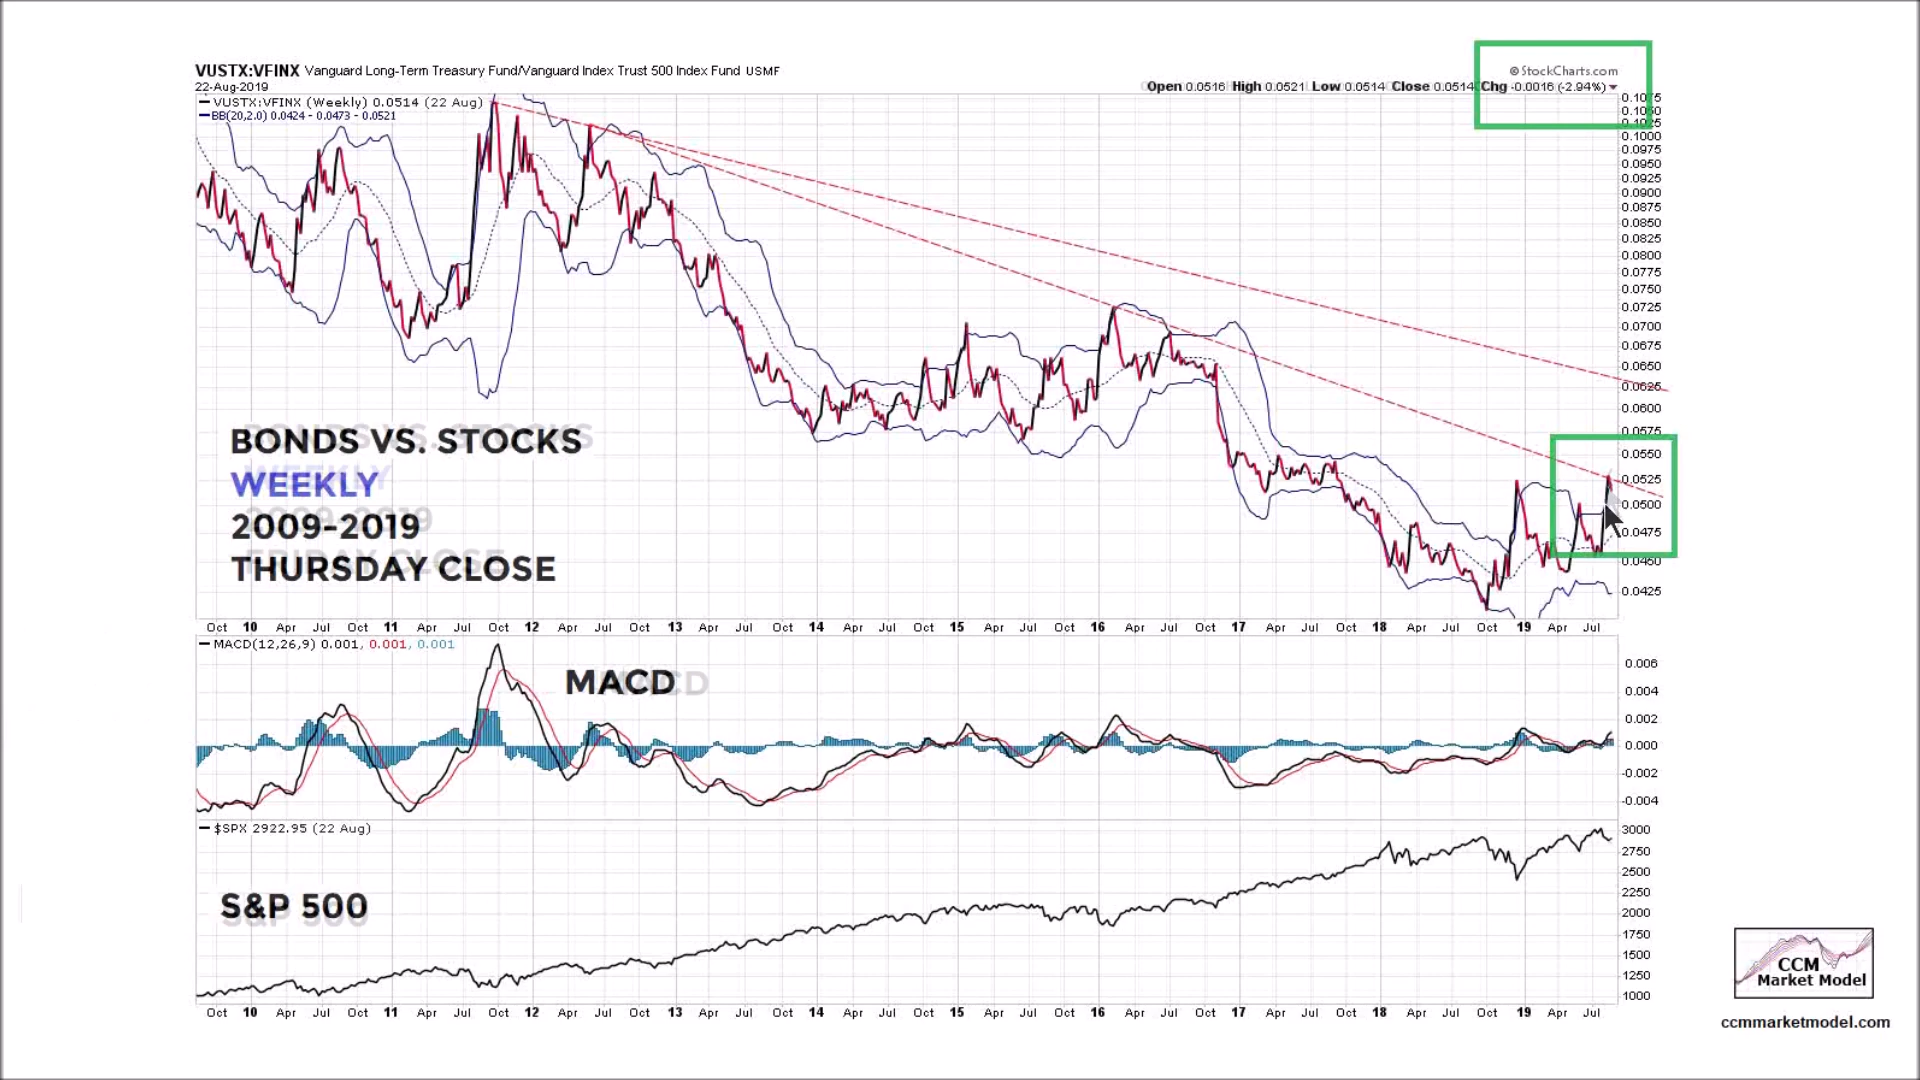 VUSTX:VFINX Vanguard Long-Term Treasury Fund/Vanguard Index Trust 500 Index Fund USMF
© StockCharts.com
22-Aug-2019
Open 0.0516 High 0.0521 Low 0.0514 Close 0.0514 Chg -0.0016 (-2.94%)
VUSTX:VFINX (Weekly) 0.0514 (22 Aug)
BB(20,2.0) 0.0424 - 0.0473 - 0.0521
0.1075
0.1050
0.1025
0.1000
0.0975
0.0950
0.0925
0.0900
0.0875
0.0850
0.0825
0.0800
0.0775
0.0750
0.0725
0.0700
0.0675
0.0650
0.0625
0.0600
0.0575
0.0550
0.0525
0.0500
0.0475
0.0450
0.0425
BONDS VS. STOCKS
WEEKLY
2009-2019
THURSDAY CLOSE
FRIDAY CLOSE
Oct 10 Apr Jul Oct 11 Apr Jul Oct 12 Apr Jul Oct 13 Apr Jul Oct 14 Apr Jul Oct 15 Apr Jul Oct 16 Apr Jul Oct 17 Apr Jul Oct 18 Apr Jul Oct 19 Apr Jul
MACD(12,26,9) 0.001, 0.001, 0.001
MACD
0.006
0.004
0.002
0.000
-0.002
-0.004
$SPX 2922.95 (22 Aug)
S&P 500
3000
2750
2500
2250
2000
1750
1500
1250
1000
Oct 10 Apr Jul Oct 11 Apr Jul Oct 12 Apr Jul Oct 13 Apr Jul Oct 14 Apr Jul Oct 15 Apr Jul Oct 16 Apr Jul Oct 17 Apr Jul Oct 18 Apr Jul Oct 19 Apr Jul
CCM
Market Model
ccmmarketmodel.com